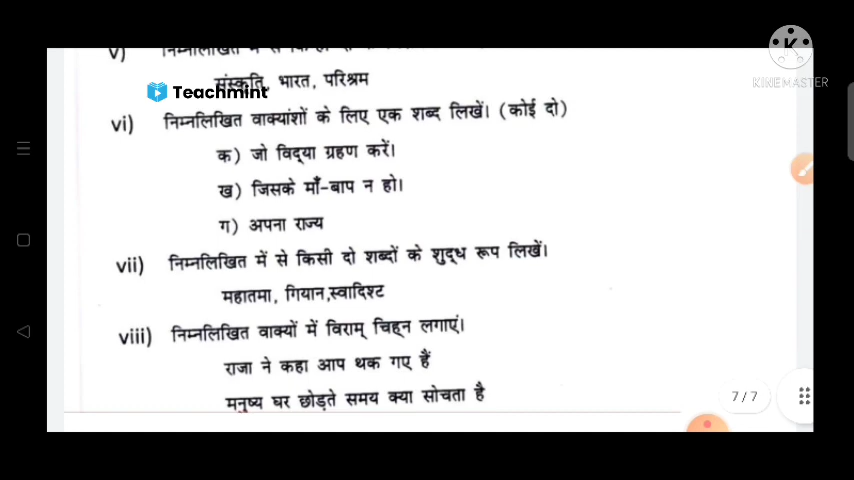 v) निम्नलिखित में से
संस्कृति, भारत, परिश्रम
Teachmint
KINEMASTER
vi) निम्नलिखित वाक्यांशों के लिए एक शब्द लिखें। (कोई दो)
क) जो विद्या ग्रहण करें।
ख) जिसके माँ-बाप न हो।
ग) अपना राज्य
vii) निम्नलिखित में से किसी दो शब्दों के शुद्ध रूप लिखें।
महातमा, गियान,स्वादिश्ट
viii) निम्नलिखित वाक्यों में विराम् चिह्न लगाएं।
राजा ने कहा आप थक गए हैं
मनुष्य घर छोड़ते समय क्या सोचता है
7/7